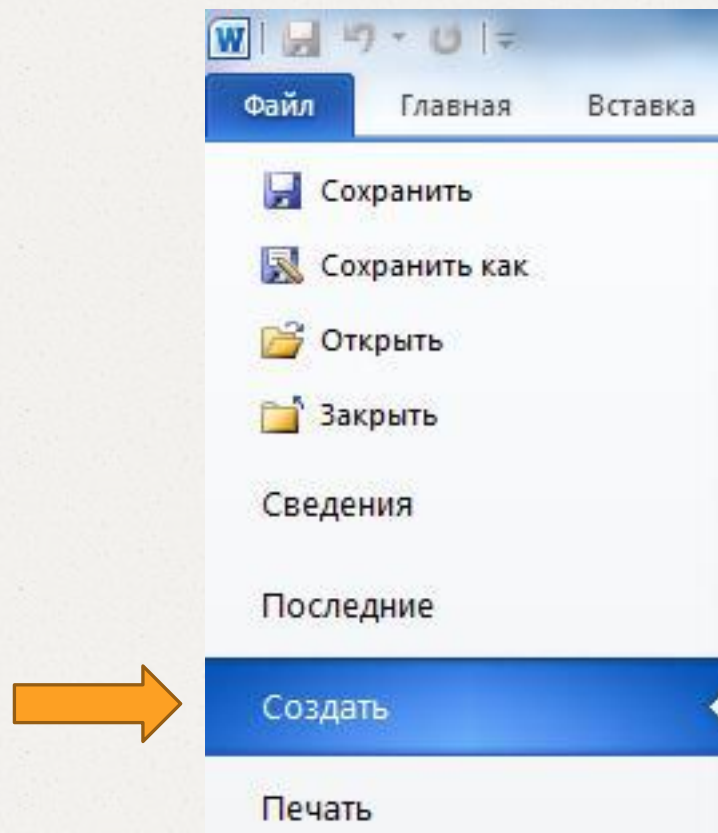 W
Файл Главная Вставка
Сохранить
Сохранить как
Открыть
Закрыть
Сведения
Последние
Создать
Печать